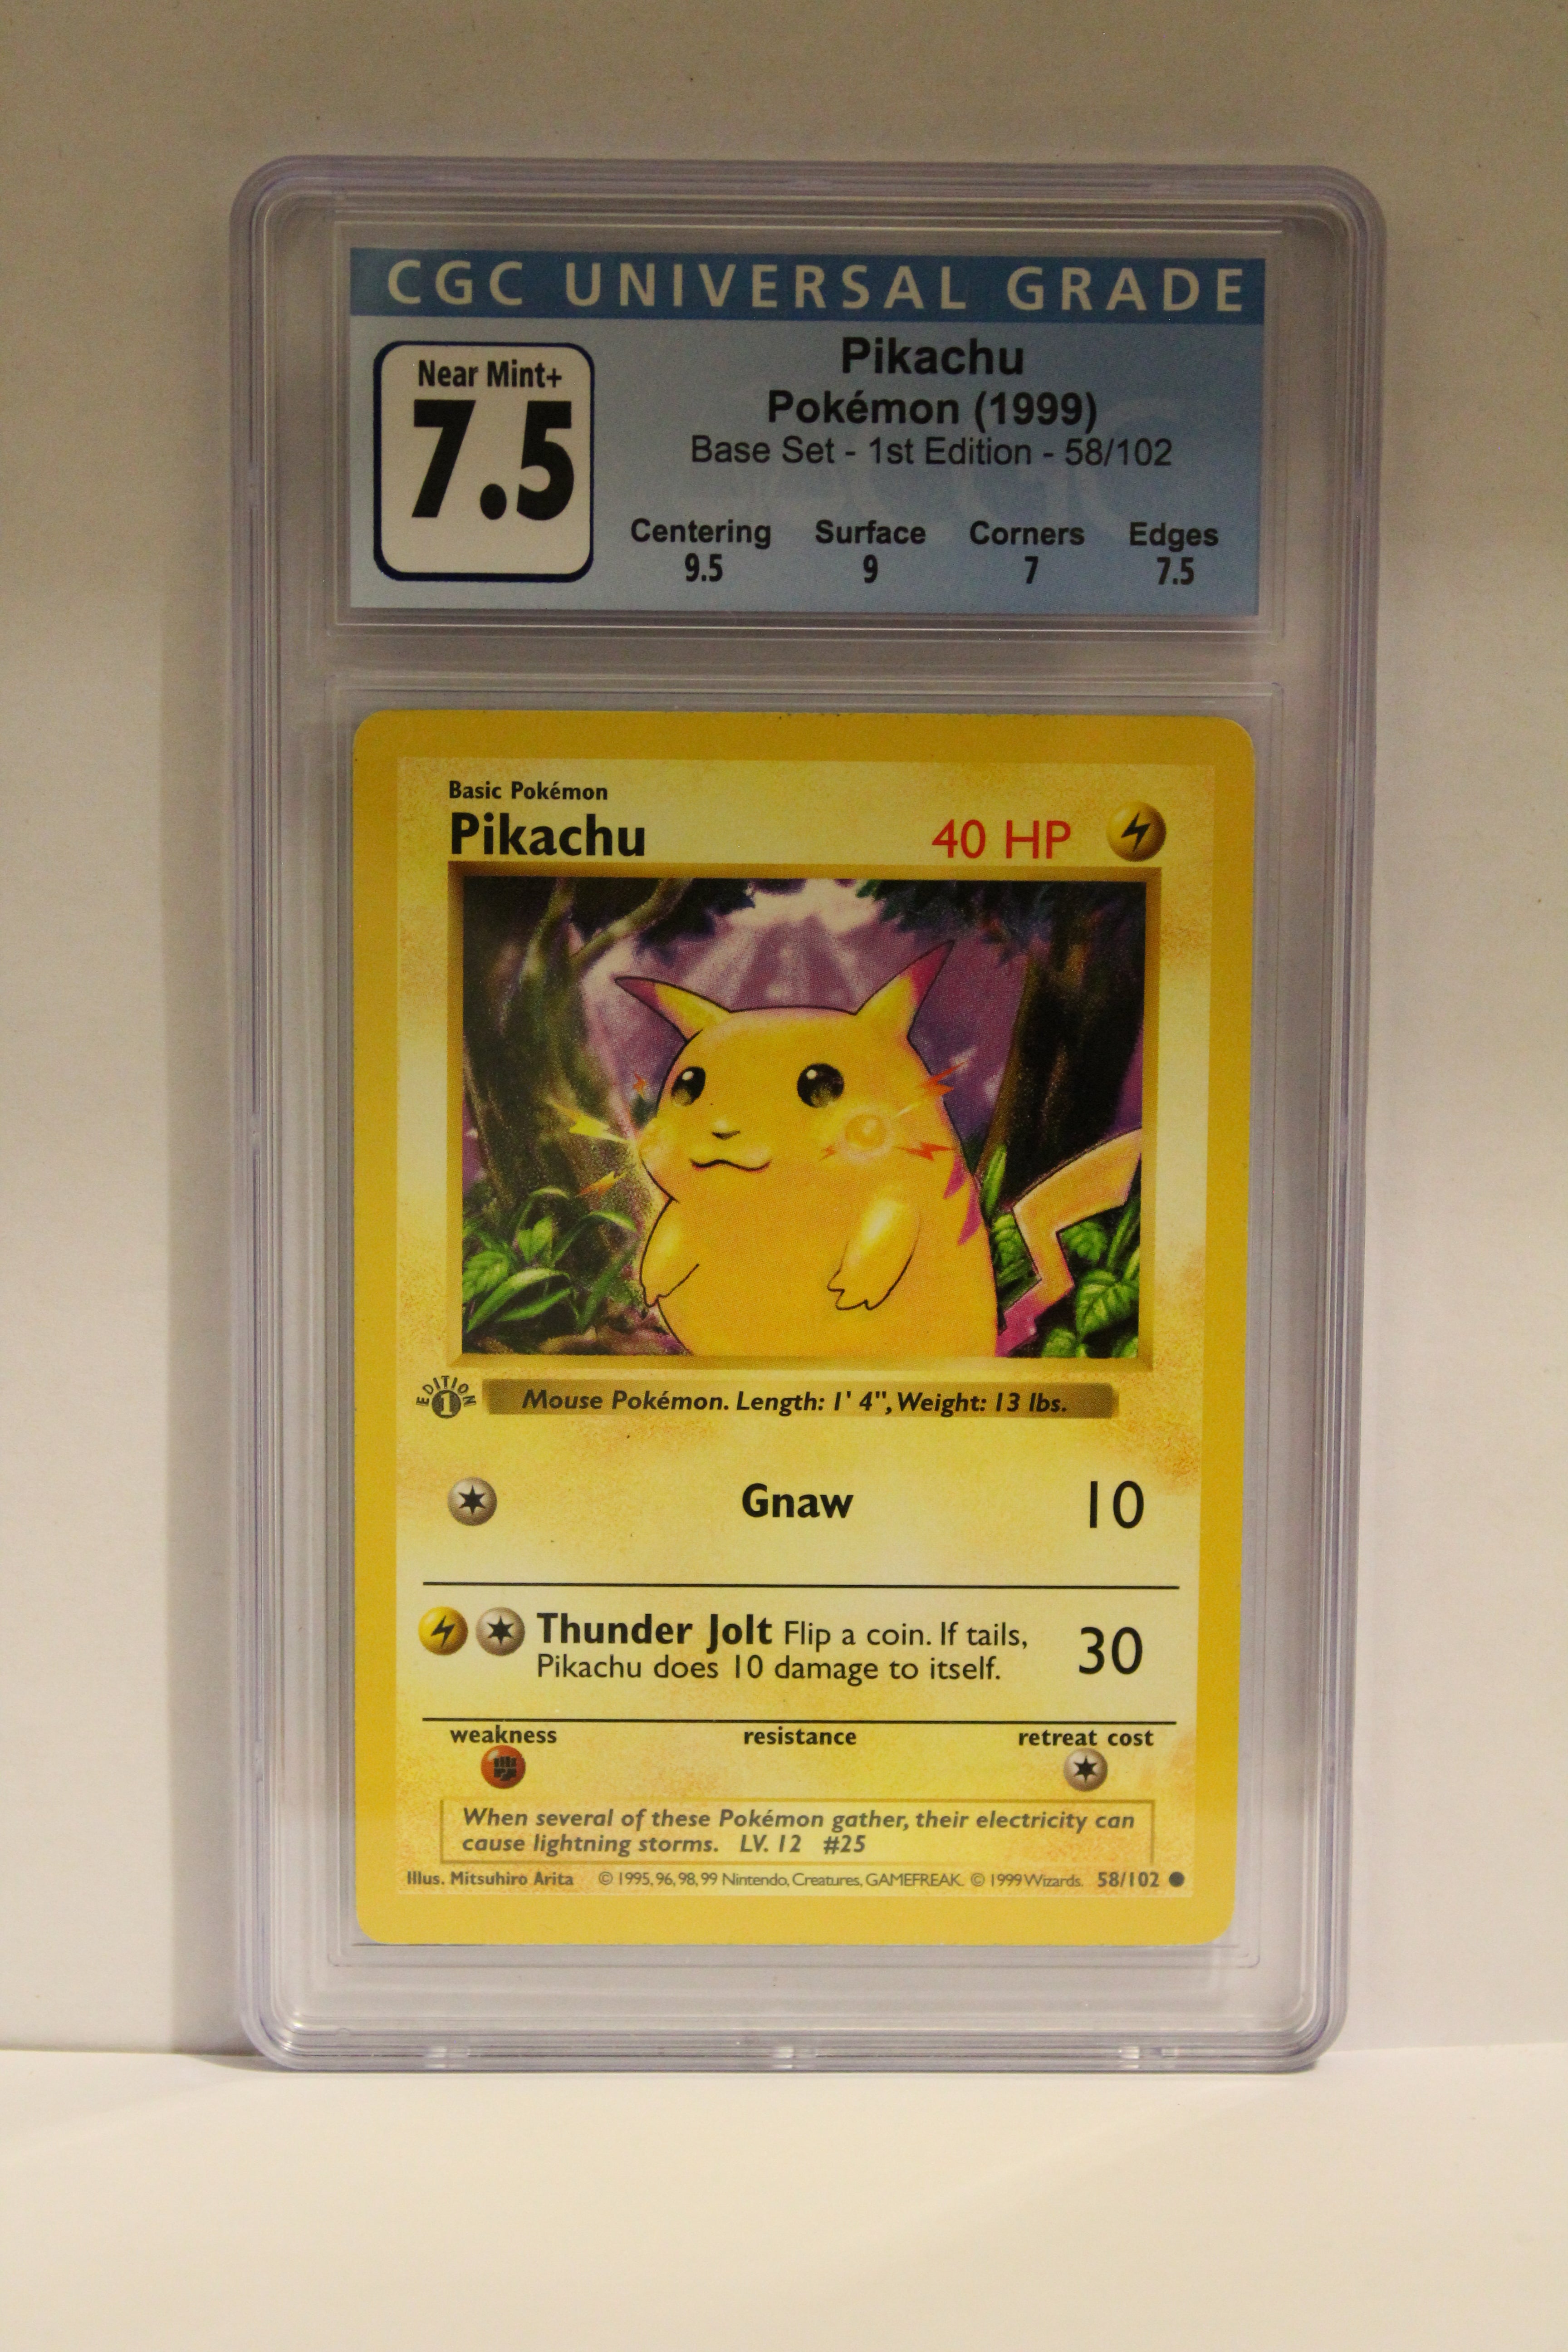 CGC UNIVERSAL GRADE
Near Mint+
7.5
Pikachu
Pokémon (1999)
Base Set - 1st Edition - 58/102
Centering Surface Corners Edges
9.5 9 7 7.5
Basic Pokémon
Pikachu 40 HP
EDITION
1
Mouse Pokémon. Length: 1' 4", Weight: 13 lbs.
Gnaw 10
Thunder Jolt Flip a coin. If tails,
Pikachu does 10 damage to itself.
30
weakness resistance retreat cost
When several of these Pokémon gather, their electricity can
cause lightning storms. LV. 12 #25
Illus. Mitsuhiro Arita © 1995, 96, 98, 99 Nintendo, Creatures, GAMEFREAK. © 1999 Wizards. 58/102